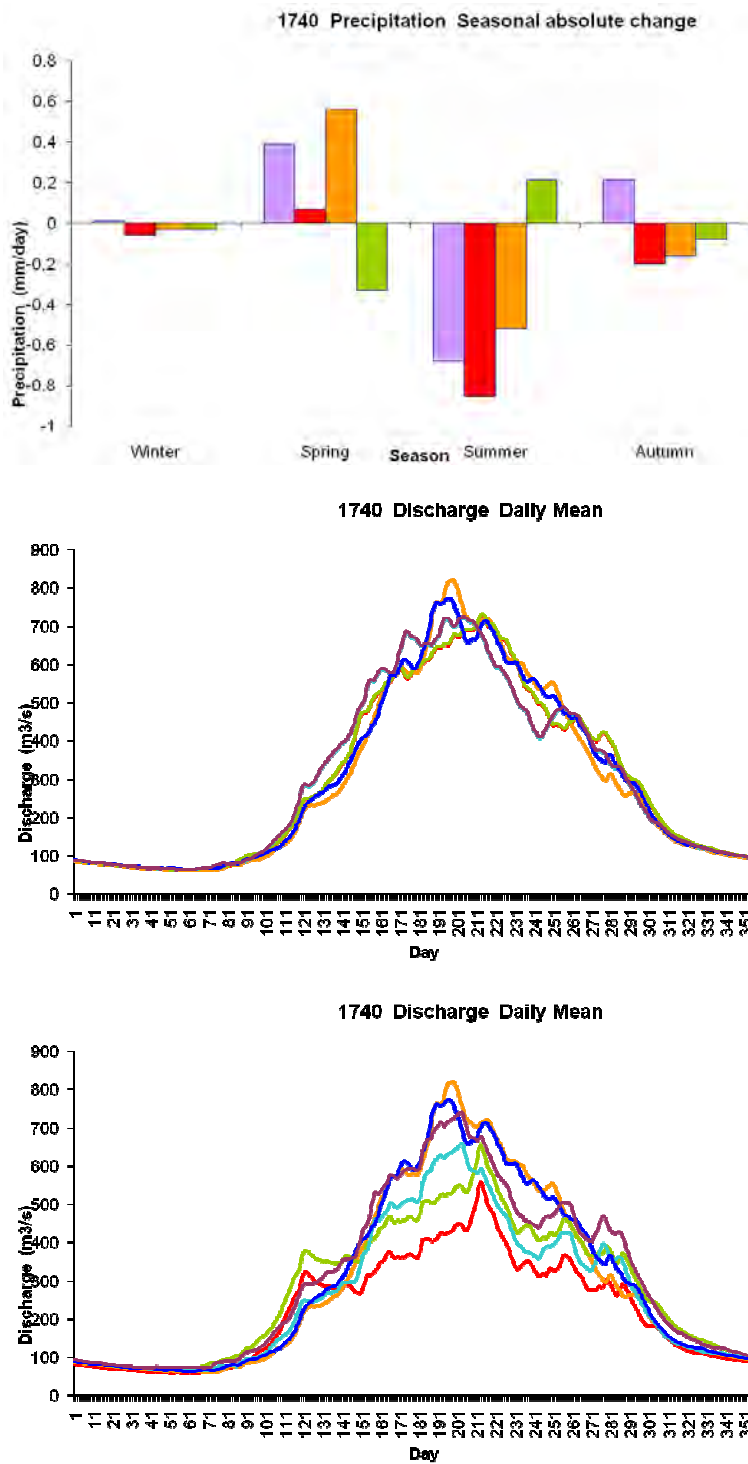 1740 Precipitation Seasonal absolute change
0.8
0.6
0.4
0.2
0
-0.2
-0.4
-0.6
-0.8
-1
Precipitation (mm/day)
Winter Spring Summer Autumn
Season
1740 Discharge Daily Mean
900
800
700
600
500
400
300
200
100
0
Discharge (m3/s)
1 11 21 31 41 51 61 71 81 91 101 111 121 131 141 151 161 171 181 191 201 211 221 231 241 251 261 271 281 291 301 311 321 331 341 351
Day
1740 Discharge Daily Mean
900
800
700
600
500
400
300
200
100
0
Discharge (m3/s)
1 11 21 31 41 51 61 71 81 91 101 111 121 131 141 151 161 171 181 191 201 211 221 231 241 251 261 271 281 291 301 311 321 331 341 351
Day